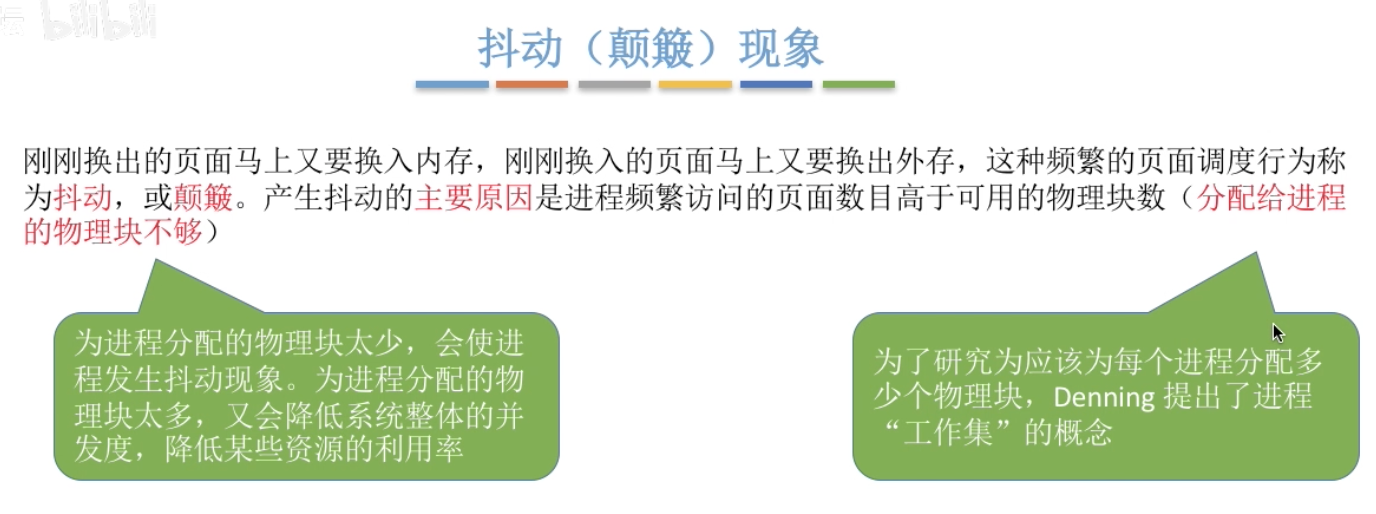 坛 bilibili
抖动（颠簸）现象
刚刚换出的页面马上又要换入内存，刚刚换入的页面马上又要换出外存，这种频繁的页面调度行为称
为抖动，或颠簸。产生抖动的主要原因是进程频繁访问的页面数目高于可用的物理块数（分配给进程
的物理块不够）
为进程分配的物理块太少，会使进
程发生抖动现象。为进程分配的物
理块太多，又会降低系统整体的并
发度，降低某些资源的利用率
为了研究为应该为每个进程分配多
少个物理块，Denning 提出了进程
“工作集”的概念